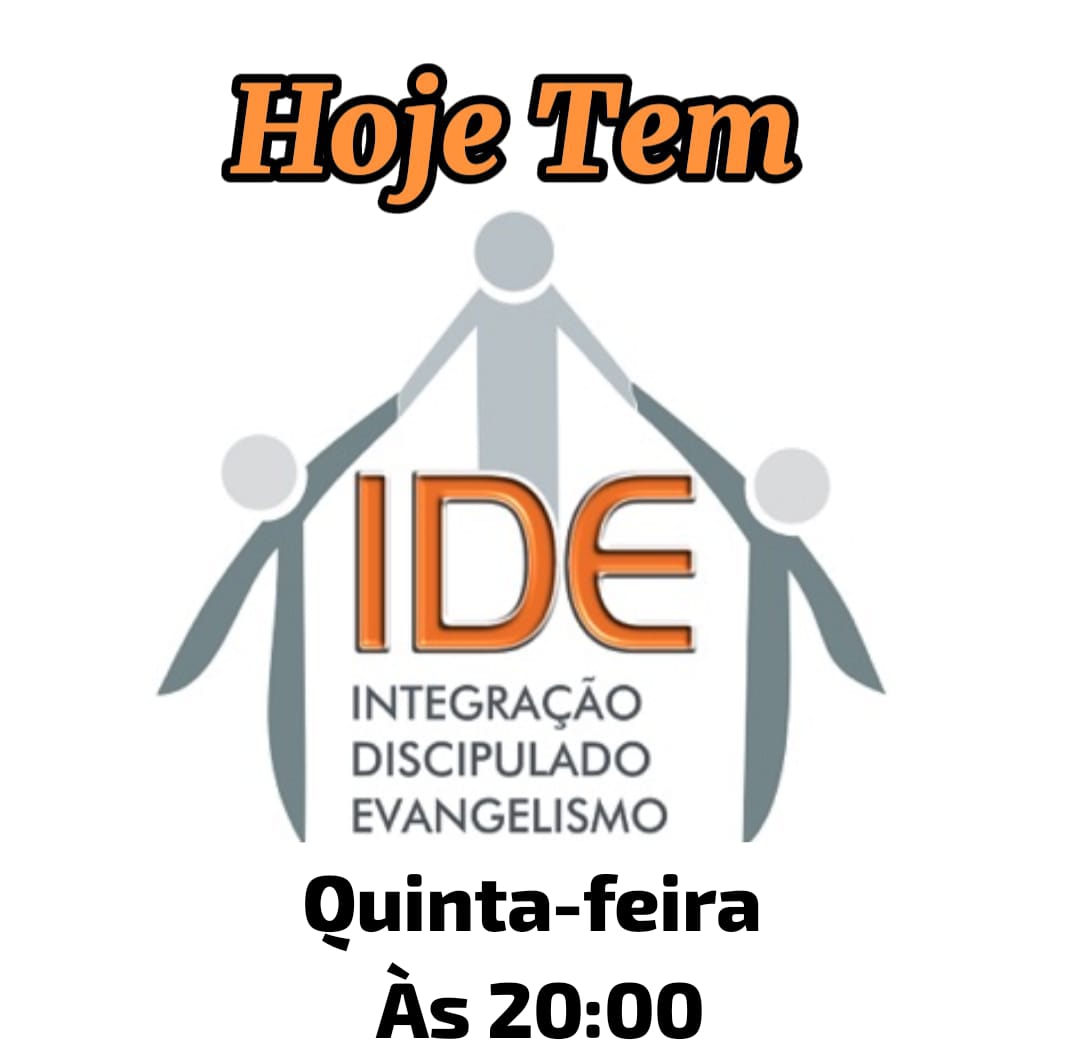 Hoje Tem
IDE
INTEGRAÇÃO
DISCIPULADO
EVANGELISMO
Quinta-feira
Às 20:00